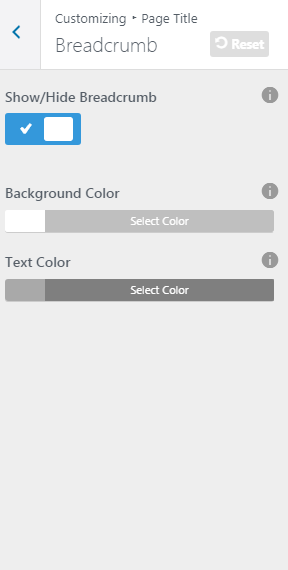 Customizing ▸ Page Title
Breadcrumb
Reset
Show/Hide Breadcrumb
Background Color
Select Color
Text Color
Select Color